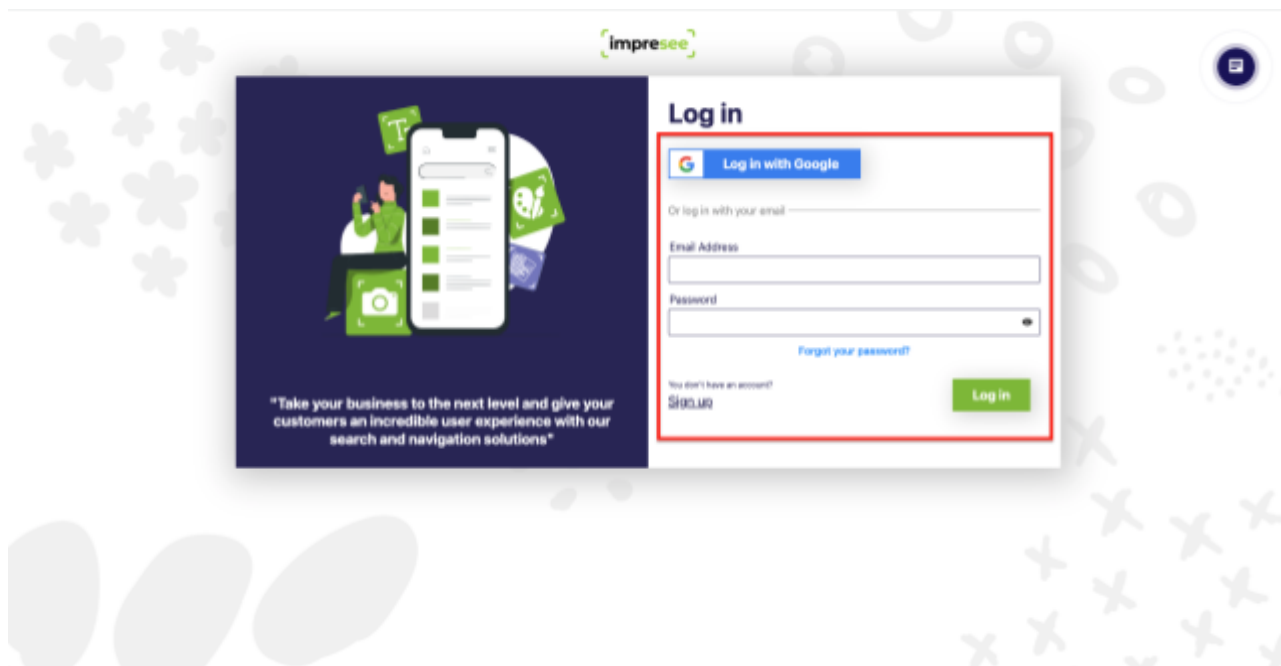 impresee
Log in
T
G Log in with Google
Or log in with your email
Email Address
Password
Forgot your password?
You don't have an account?
Sign up
Log in
"Take your business to the next level and give your
customers an incredible user experience with our
search and navigation solutions"